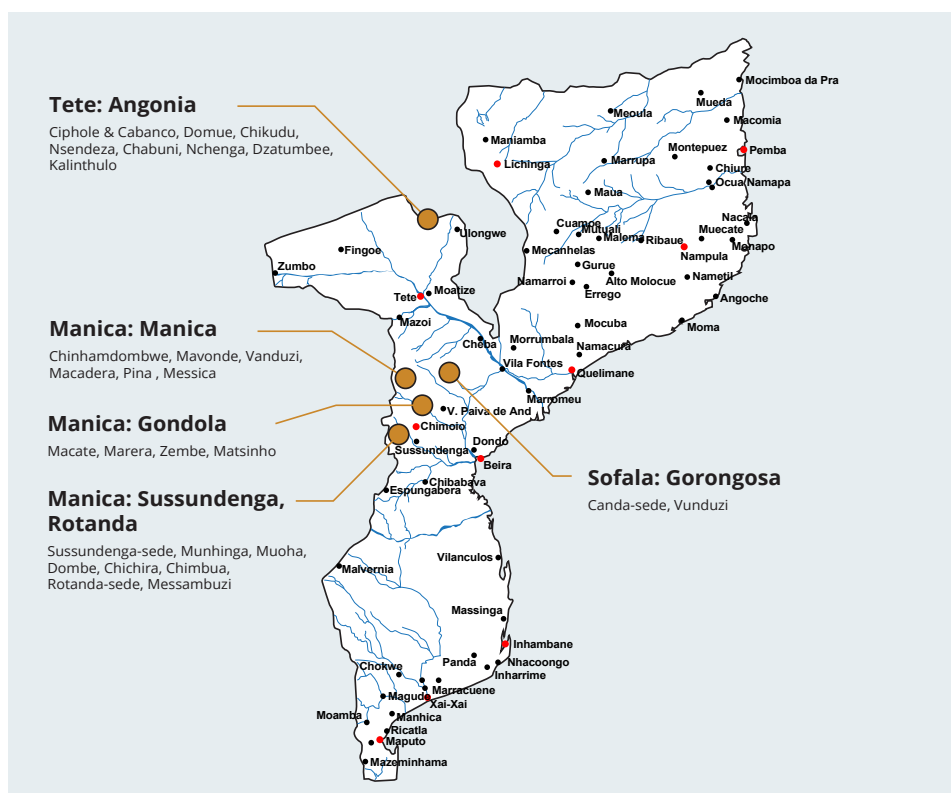 Tete: Angonia
Ciphole & Cabanco, Domue, Chikudu,
Nsendeza, Chabuni, Nchenga, Dzatumbee,
Kalinthulo
Manica: Manica
Chinhamdombwe, Mavonde, Vanduzi,
Macadera, Pina , Messica
Manica: Gondola
Macate, Marera, Zembe, Matsinho
Manica: Sussundenga,
Rotanda
Sussundenga-sede, Munhinga, Muoha,
Dombe, Chichira, Chimbua,
Rotanda-sede, Messambuzi
Sofala: Gorongosa
Canda-sede, Vunduzi
Mocimboa da Pra
Mueda
Meoula
Macomia
Maniamba
Montepuez
Pemba
Lichinga
Marrupa
Chiure
Ocua Namapa
Maua
Nacala
Cuamoe
Mutuali
Malema
Ribaue
Muecate
Monapo
Ulongwe
Fingoe
Mecanhelas
Nampula
Zumbo
Gurue
Namarroi
Alto Molocue
Nametil
Errego
Moatize
Tete
Angoche
Mazoi
Mocuba
Moma
Cheba
Morrumbala
Namacura
Vila Fontes
Quelimane
Marromeu
V. Paiva de And
Chimoio
Dondo
Sussundenga
Beira
Chibabava
Espungabera
Vilanculos
Malvernia
Massinga
Inhambane
Panda
Nhacoongo
Chokwe
Inharrime
Marracuene
Magude
Xai-Xai
Moamba
Manhica
Ricatla
Maputo
Mazeminhama